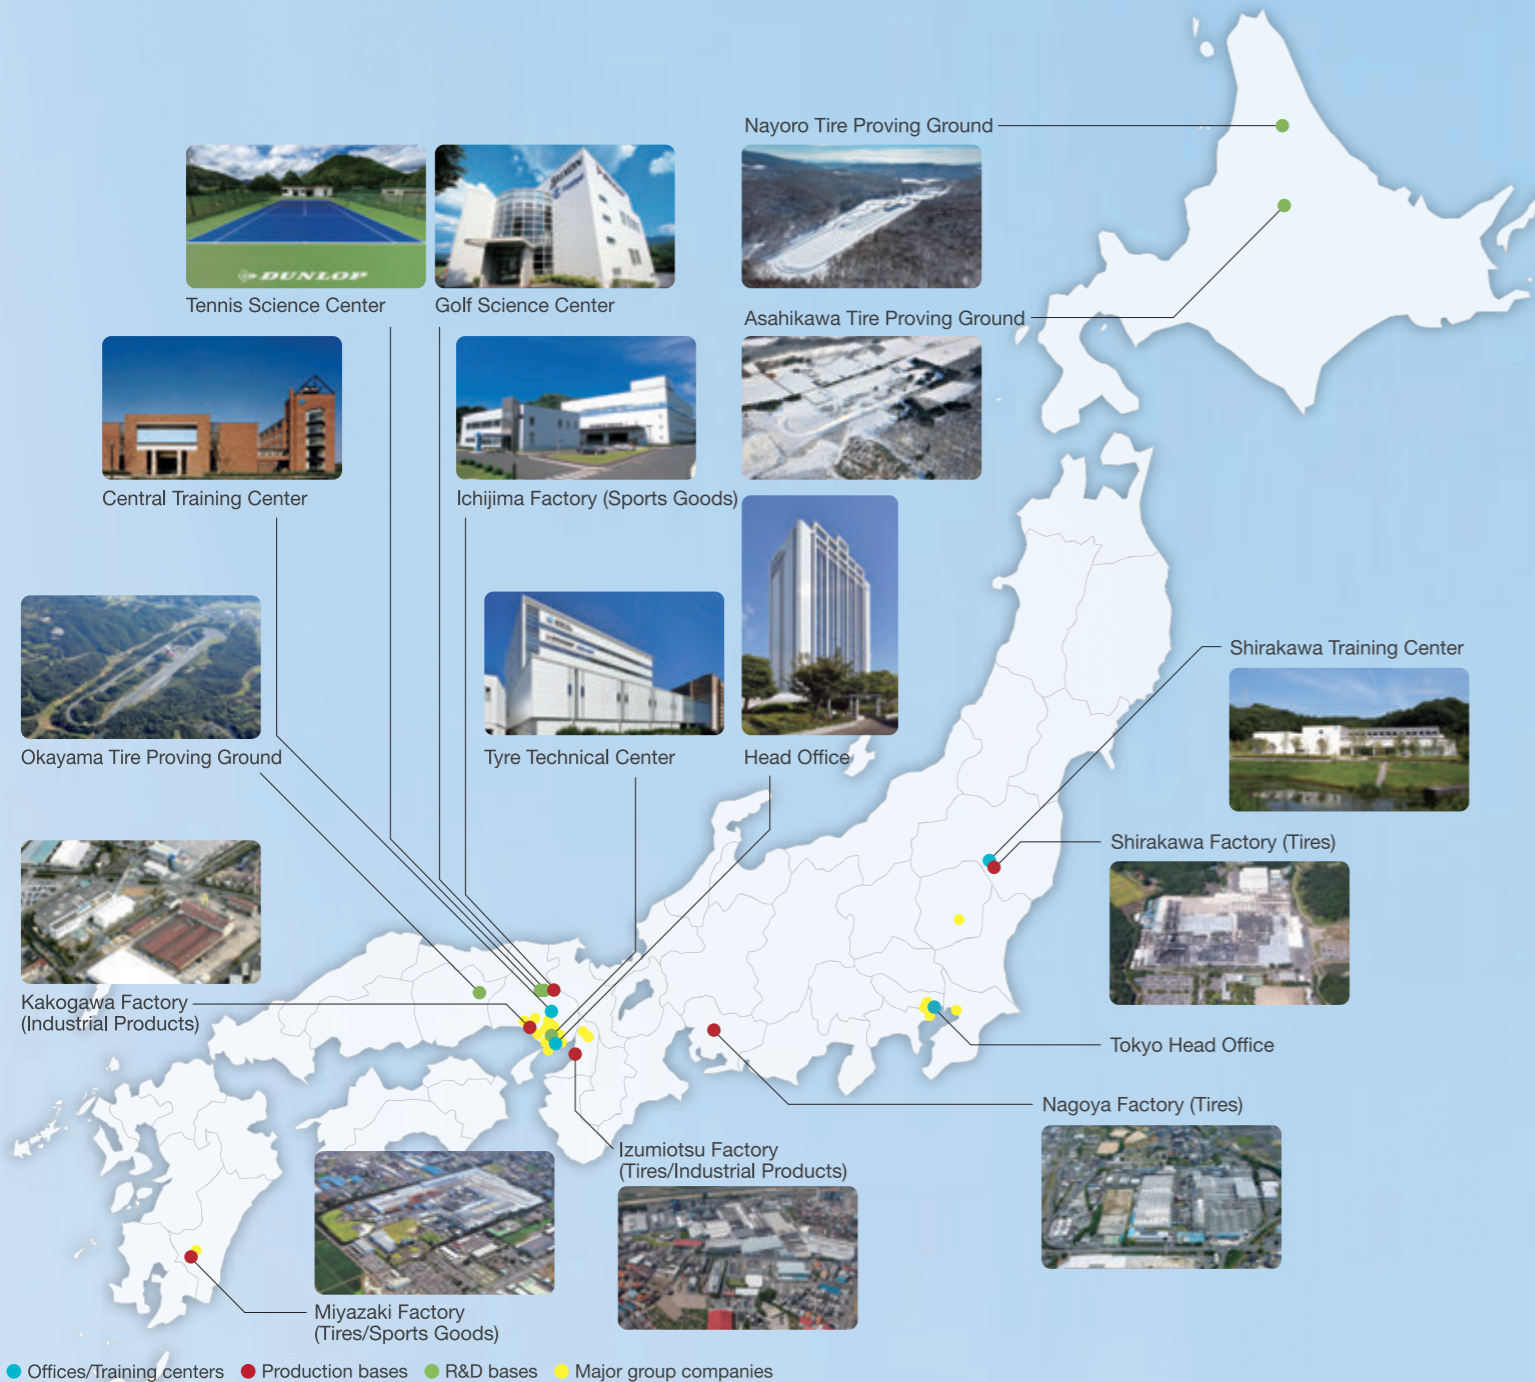 Nayoro Tire Proving Ground
DUNLOP
Tennis Science Center
SRIXON
Golf Science Center
Asahikawa Tire Proving Ground
Central Training Center
Ichijima Factory (Sports Goods)
Okayama Tire Proving Ground
Tyre Technical Center
Head Office
Shirakawa Training Center
Shirakawa Factory (Tires)
Kakogawa Factory
(Industrial Products)
Tokyo Head Office
Nagoya Factory (Tires)
Izumiotsu Factory
(Tires/Industrial Products)
Miyazaki Factory
(Tires/Sports Goods)
Offices/Training centers
Production bases
R&D bases
Major group companies